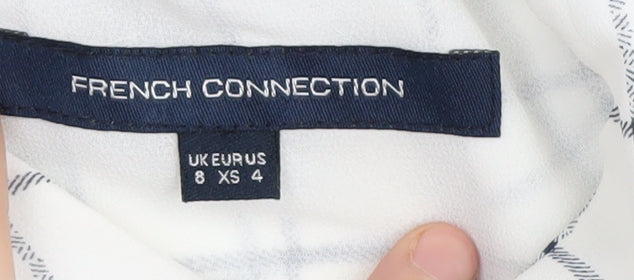 FRENCH CONNECTION
UK EUR US
8 XS 4